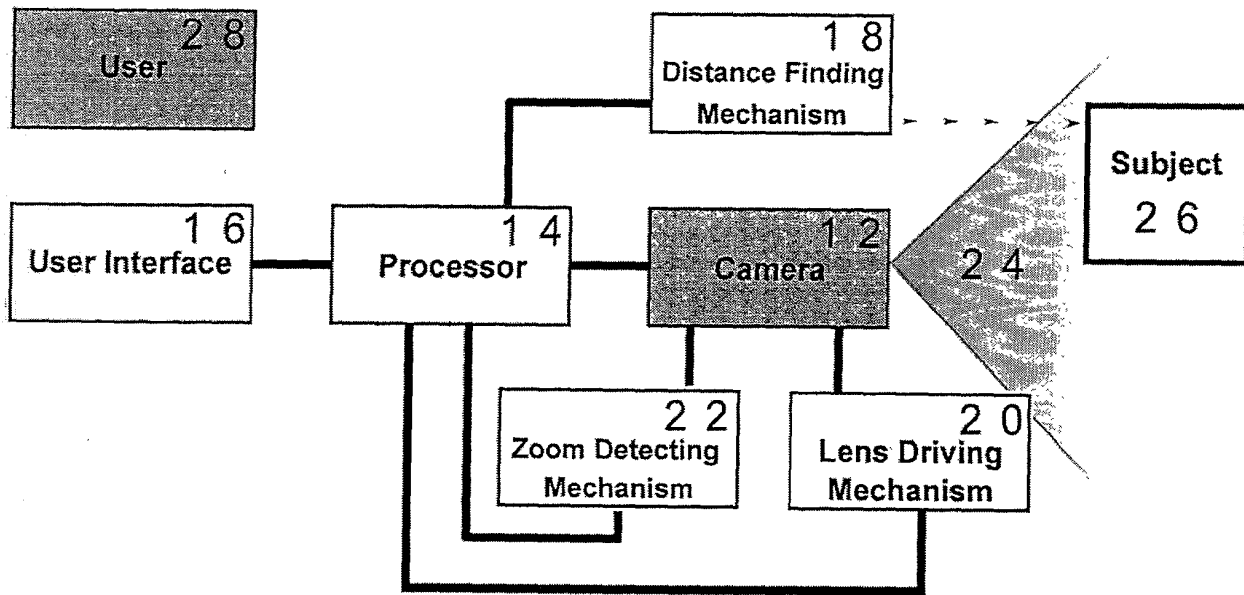 2 8
User
1 8
Distance Finding
Mechanism
Subject
2 6
1 6
User Interface
1 4
Processor
1 2
Camera
2 4
2 2
Zoom Detecting
Mechanism
2 0
Lens Driving
Mechanism